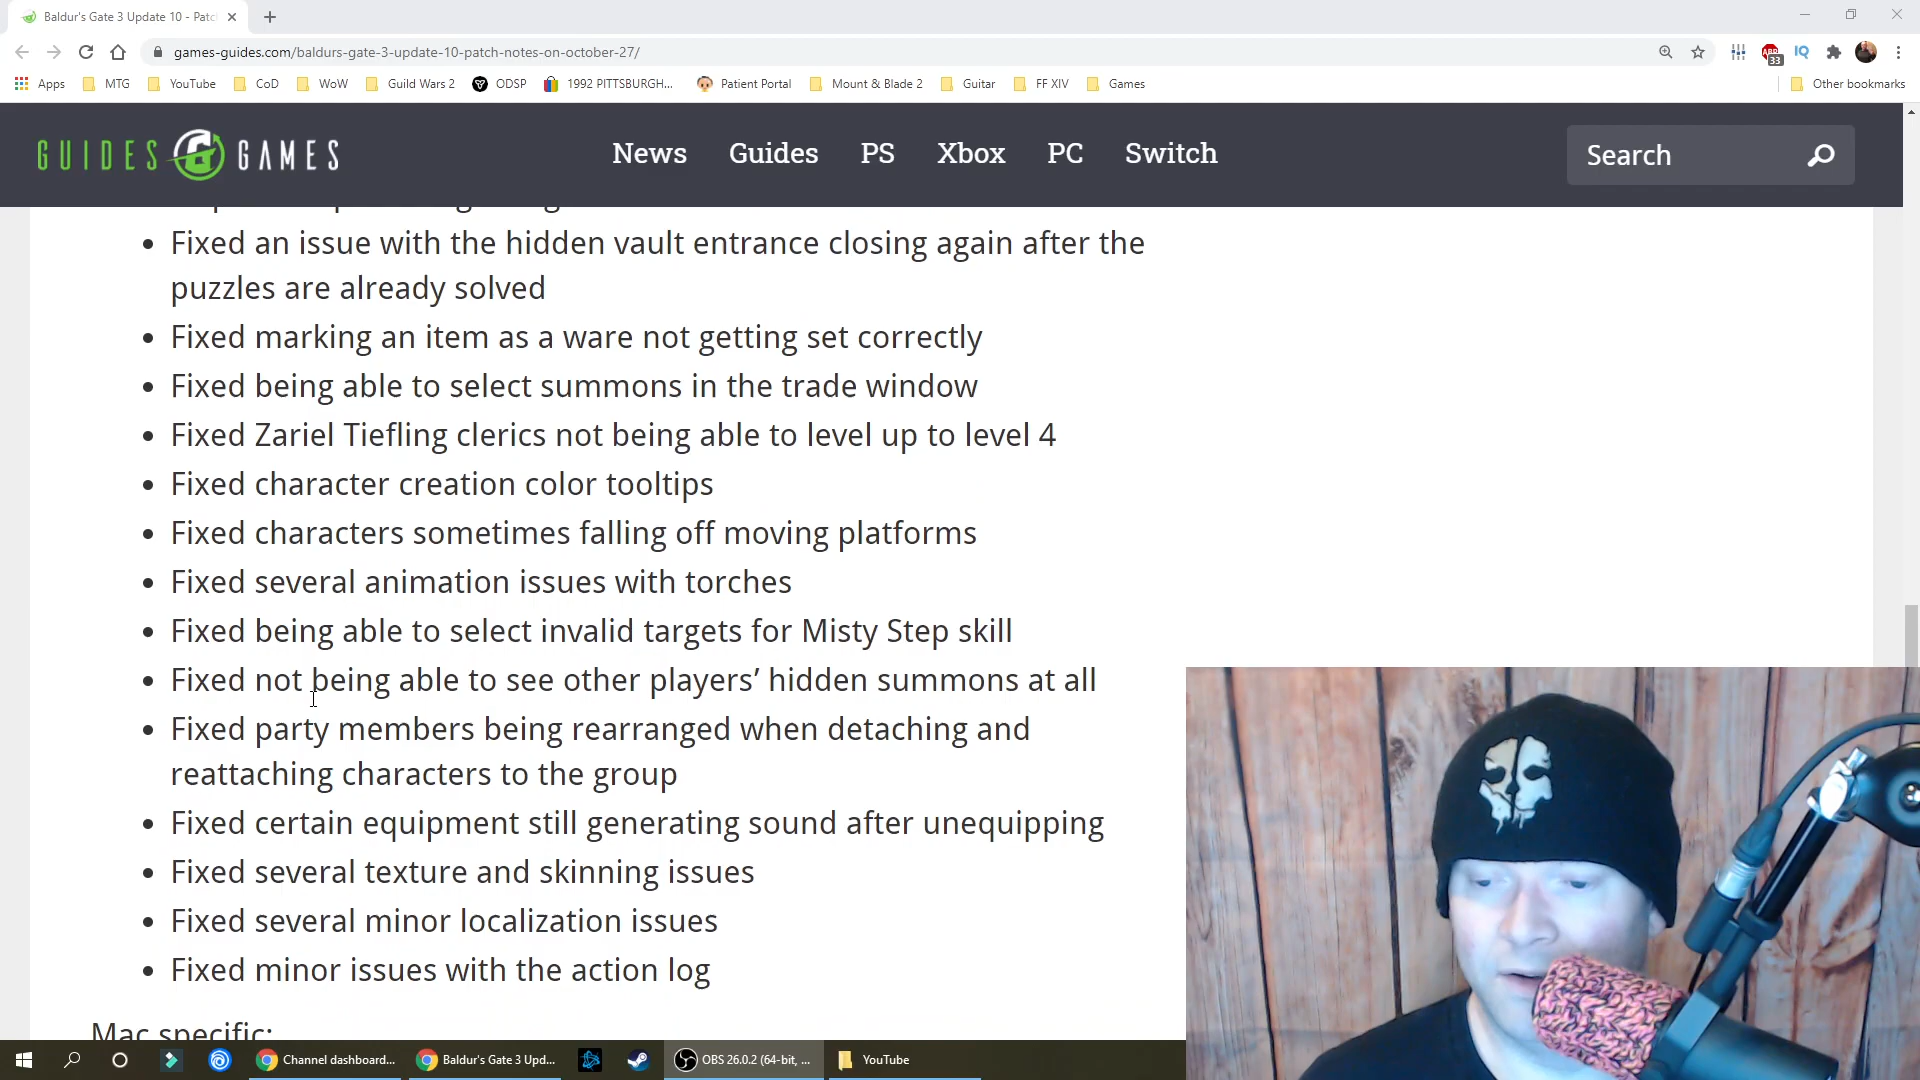 Baldur's Gate 3 Update 10 - Patc
games-guides.com/baldurs-gate-3-update-10-patch-notes-on-october-27/
33
Apps MTG YouTube CoD WoW Guild Wars 2 ODSP 1992 PITTSBURGH... Patient Portal Mount & Blade 2 Guitar FF XIV Games Other bookmarks
GUIDES GAMES News Guides PS Xbox PC Switch Search
Fixed an issue with the hidden vault entrance closing again after the
puzzles are already solved
Fixed marking an item as a ware not getting set correctly
Fixed being able to select summons in the trade window
Fixed Zariel Tiefling clerics not being able to level up to level 4
Fixed character creation color tooltips
Fixed characters sometimes falling off moving platforms
Fixed several animation issues with torches
Fixed being able to select invalid targets for Misty Step skill
Fixed not being able to see other players’ hidden summons at all
Fixed party members being rearranged when detaching and
reattaching characters to the group
Fixed certain equipment still generating sound after unequipping
Fixed several texture and skinning issues
Fixed several minor localization issues
Fixed minor issues with the action log
Mac specific:
Channel dashboard... Baldur's Gate 3 Upd... OBS 26.0.2 (64-bit, ... YouTube